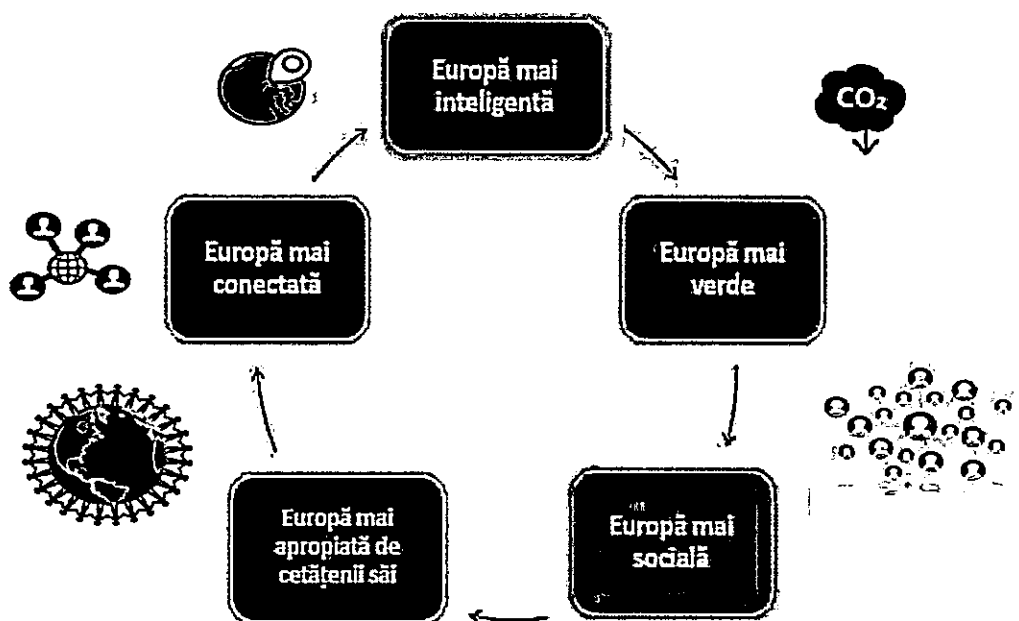 Europă mai
inteligentă
CO₂
Europă mai
conectată
Europă mai
verde
Europă mai
apropiată de
cetățenii săi
Europă mai
socială